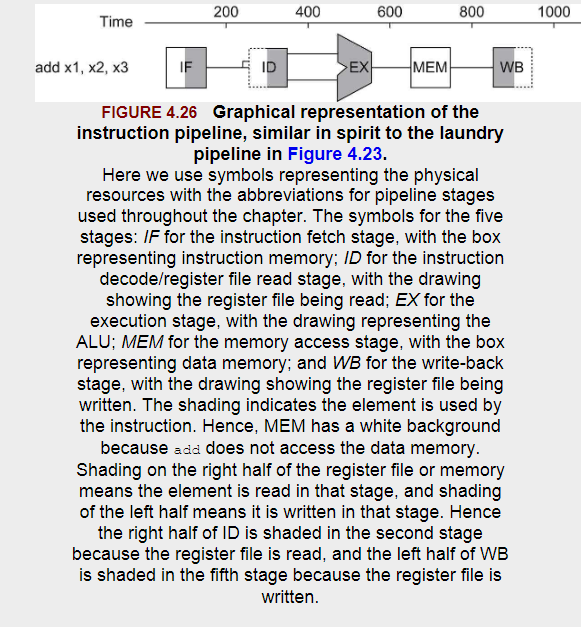 Time 200 400 600 800 1000
add x1, x2, x3 IF ID EX MEM WB
FIGURE 4.26 Graphical representation of the
instruction pipeline, similar in spirit to the laundry
pipeline in Figure 4.23.
Here we use symbols representing the physical
resources with the abbreviations for pipeline stages
used throughout the chapter. The symbols for the five
stages: IF for the instruction fetch stage, with the box
representing instruction memory; ID for the instruction
decode/register file read stage, with the drawing
showing the register file being read; EX for the
execution stage, with the drawing representing the
ALU; MEM for the memory access stage, with the box
representing data memory; and WB for the write-back
stage, with the drawing showing the register file being
written. The shading indicates the element is used by
the instruction. Hence, MEM has a white background
because add does not access the data memory.
Shading on the right half of the register file or memory
means the element is read in that stage, and shading
of the left half means it is written in that stage. Hence
the right half of ID is shaded in the second stage
because the register file is read, and the left half of WB
is shaded in the fifth stage because the register file is
written.